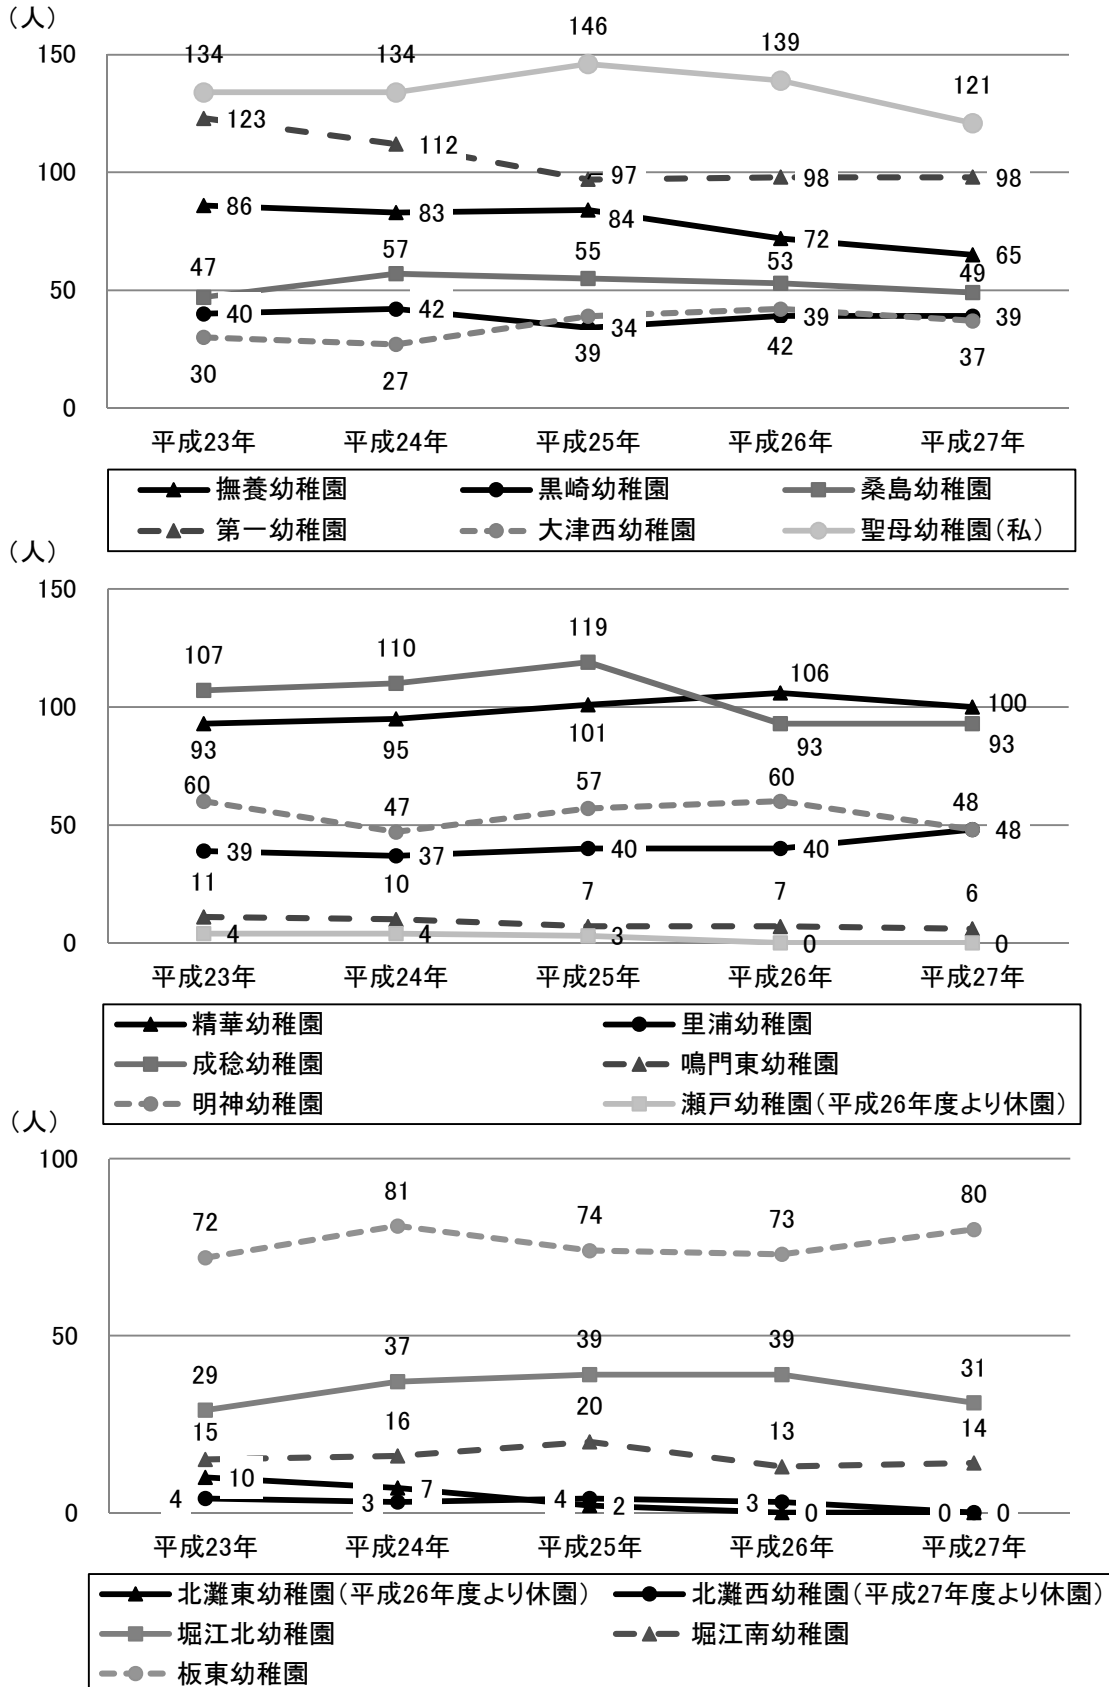 (人)
146
134 134 139
150
121
123
112
100
97 98 98
86 83 84
72 65
47 57 55 53 49
50
40 42 34 39 39
30 27 39 42 37
0
平成23年 平成24年 平成25年 平成26年 平成27年
撫養幼稚園 黒崎幼稚園 桑島幼稚園
第一幼稚園 大津西幼稚園 聖母幼稚園(私)
(人)
150
107 110 119
106
100
100
93 95 101 93 93
60 47 57 60 48
50
39 37 40 40 48
11 10 7 7 6
4 4 3 0 0
0
平成23年 平成24年 平成25年 平成26年 平成27年
精華幼稚園 里浦幼稚園
成稔幼稚園 鳴門東幼稚園
明神幼稚園 瀬戸幼稚園(平成26年度より休園)
(人)
100
72 81 74 73 80
50
29 37 39 39 31
15 16 20 13 14
10 7 2 0 0
4 3 4 3 0
0
平成23年 平成24年 平成25年 平成26年 平成27年
北灘東幼稚園(平成26年度より休園) 北灘西幼稚園(平成27年度より休園)
堀江北幼稚園 堀江南幼稚園
板東幼稚園